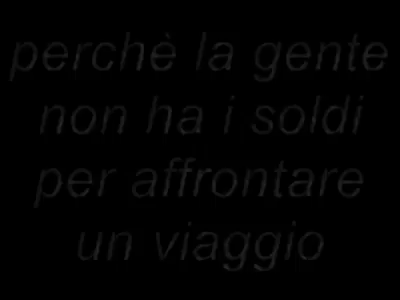 perchè la gente
non ha i soldi
per affrontare
un viaggio